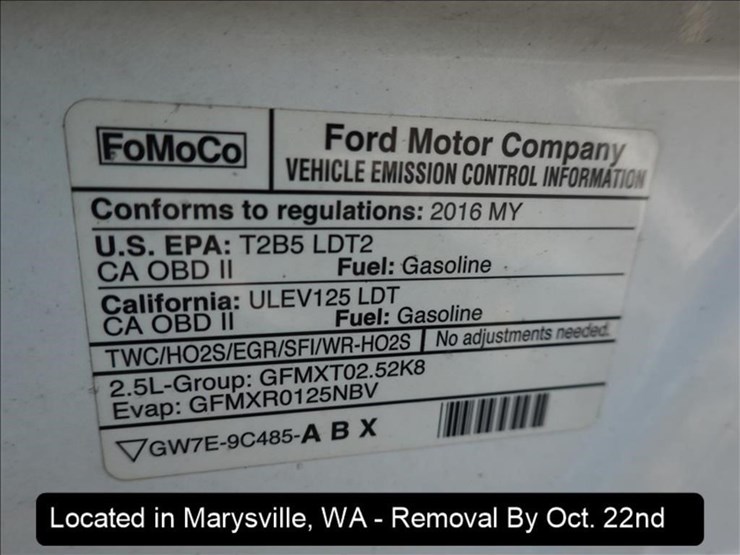 FoMoCo
Ford Motor Company
VEHICLE EMISSION CONTROL INFORMATION
Conforms to regulations: 2016 MY
U.S. EPA: T2B5 LDT2
CA OBD II Fuel: Gasoline
California: ULEV125 LDT
CA OBD II Fuel: Gasoline
TWC/HO2S/EGR/SFI/WR-HO2S No adjustments needed.
2.5L-Group: GFMXT02.52K8
Evap: GFMXR0125NBV
GW7E-9C485-A B X
Located in Marysville, WA - Removal By Oct. 22nd